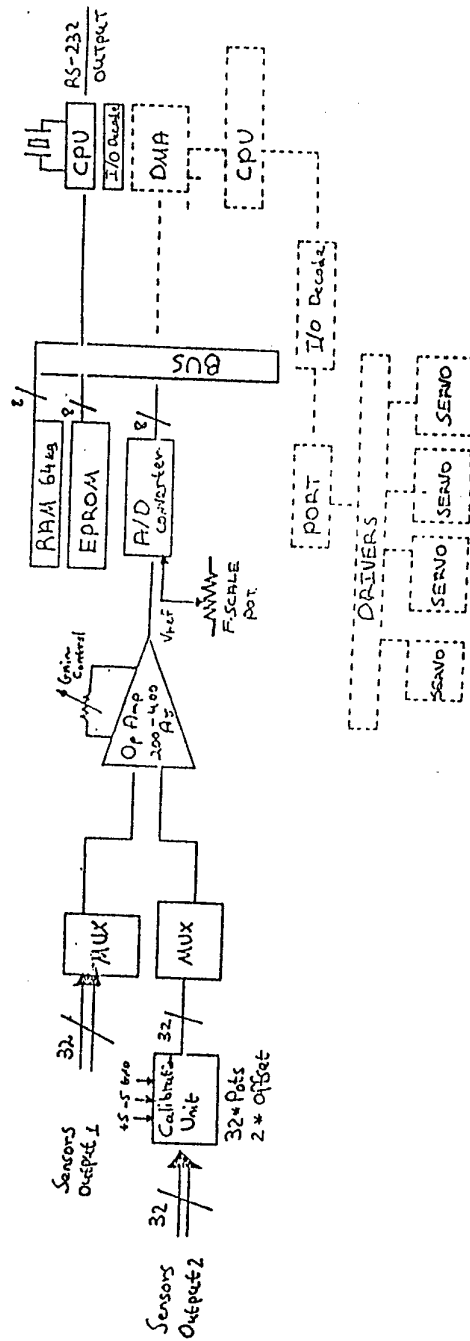 Sensors
Output 1
32
MUX
Sensors
Output 2
32
+5 -5 GND
Calibration
Unit
32* Pots
2* Offset
32
MUX
Gain
Control
Op Amp
200-400
Vref
F.SCALE
POT.
A/D
Converter
8
RAM 64k
8
EPROM
8
BUS
CPU
RS-232
OUTPUT
I/O Decode
DMA
CPU
I/O Decode
PORT
DRIVERS
SERVO
SERVO
SERVO
SERVO